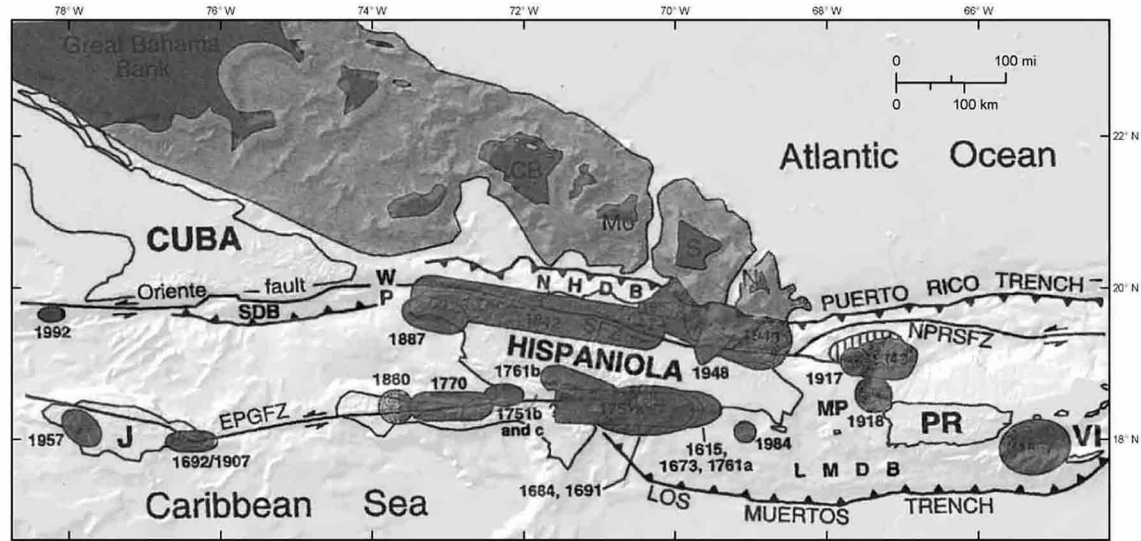 78° W 76° W 74° W 72° W 70° W 68° W 66° W
Great Bahama
Bank
0 100 mi
0 100 km
22° N
Atlantic Ocean
CB
Mo
S
N
CUBA
Oriente fault
W
P
SDB
N H D B
20° N
PUERTO RICO TRENCH
NPRSFZ
1992
1887
SFZ
HISPANIOLA
1948
1917
1761b
1860
1770
EPGFZ
1751b
and c
MP
1918
PR
VI
1957
J
1692/1907
1984
18° N
1615,
1673, 1761a
L M D B
1684, 1691
LOS MUERTOS TRENCH
Caribbean Sea